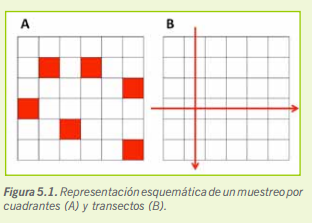 A
B
Figura 5.1. Representación esquemática de un muestreo por
cuadrantes (A) y transectos (B).